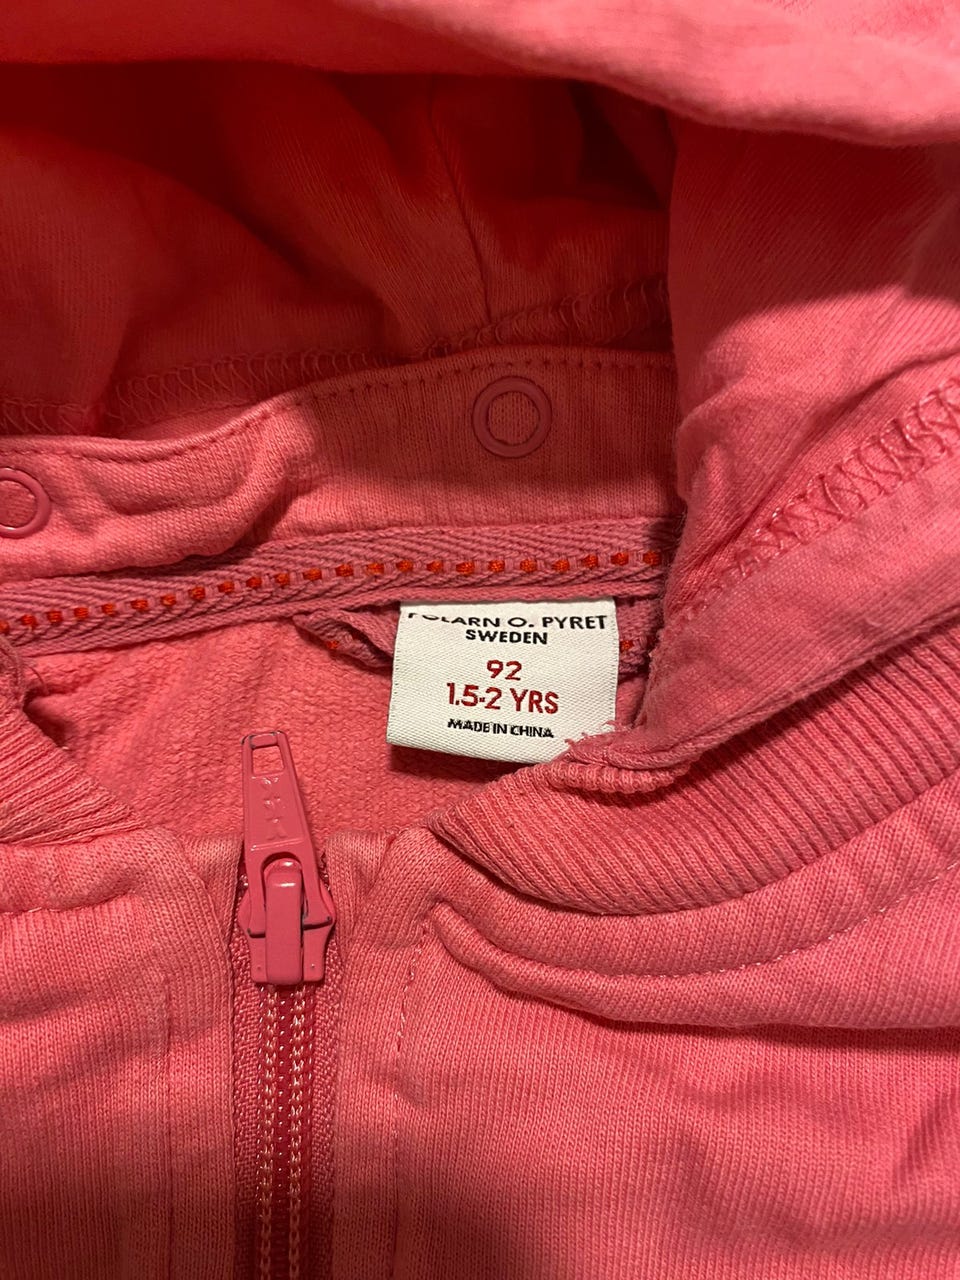 POLARN O. PYRET
SWEDEN
92
1.5-2 YRS
MADE IN CHINA